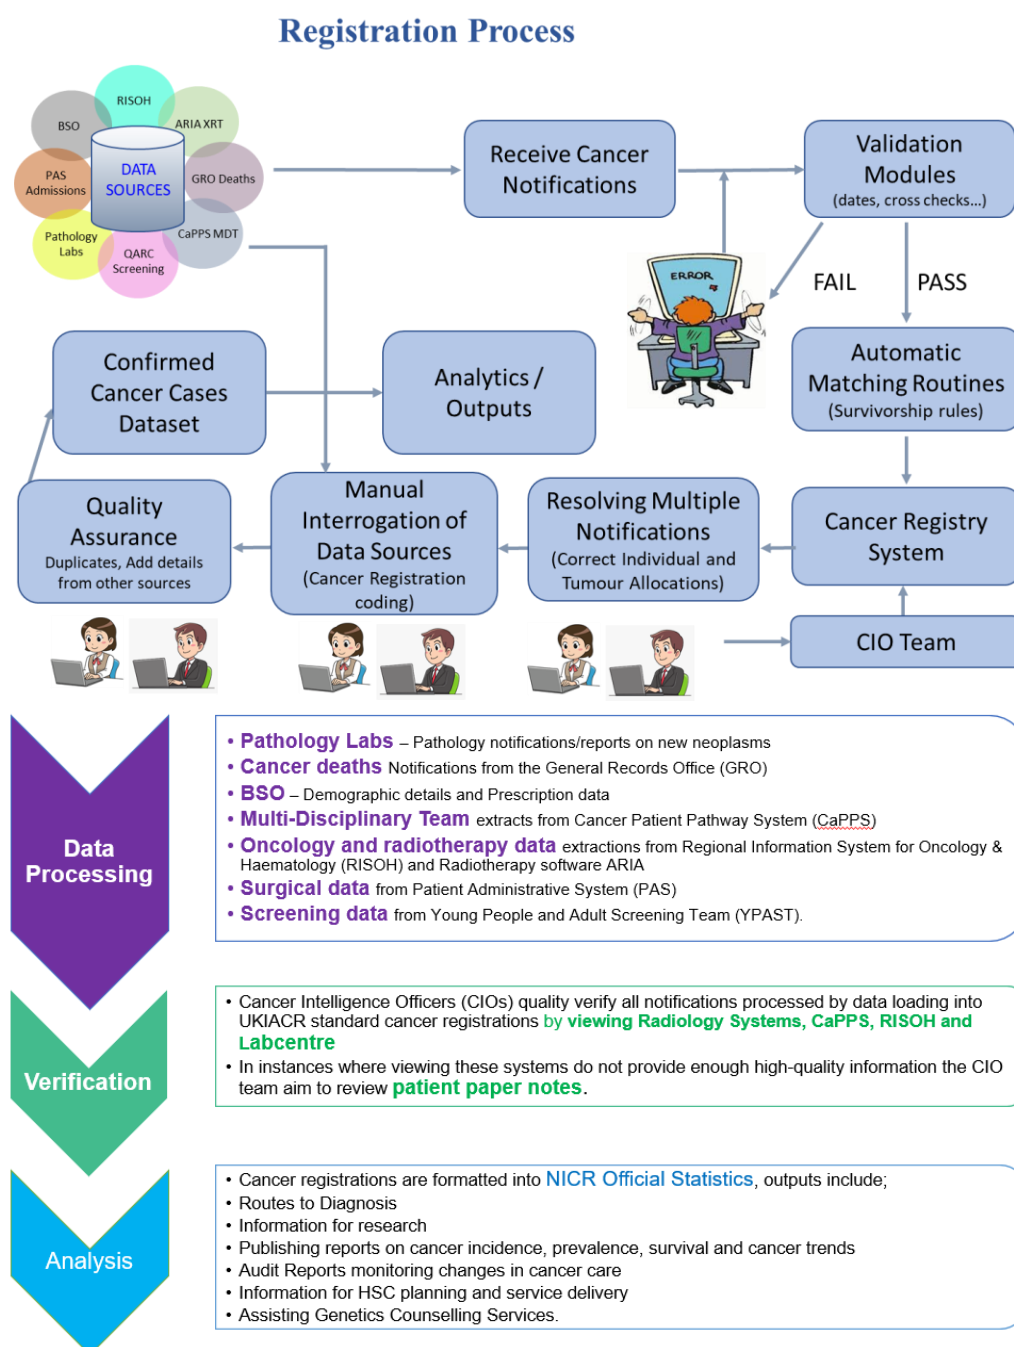 Registration Process
RISOH
BSO
ARIA XRT
DATA
SOURCES
PAS
Admissions
GRO Deaths
Pathology
Labs
CaPPS MDT
QARC
Screening
Receive Cancer
Notifications
Validation
Modules
(dates, cross checks...)
ERROR
FAIL
PASS
Confirmed
Cancer Cases
Dataset
Analytics /
Outputs
Automatic
Matching Routines
(Survivorship rules)
Quality
Assurance
Duplicates, Add details
from other sources
Manual
Interrogation of
Data Sources
(Cancer Registration
coding)
Resolving Multiple
Notifications
(Correct Individual and
Tumour Allocations)
Cancer Registry
System
CIO Team
Data
Processing
• Pathology Labs – Pathology notifications/reports on new neoplasms
• Cancer deaths Notifications from the General Records Office (GRO)
• BSO – Demographic details and Prescription data
• Multi-Disciplinary Team extracts from Cancer Patient Pathway System (CaPPS)
• Oncology and radiotherapy data extractions from Regional Information System for Oncology &
Haematology (RISOH) and Radiotherapy software ARIA
• Surgical data from Patient Administrative System (PAS)
• Screening data from Young People and Adult Screening Team (YPAST).
Verification
• Cancer Intelligence Officers (CIOs) quality verify all notifications processed by data loading into
UKIACR standard cancer registrations by viewing Radiology Systems, CaPPS, RISOH and
Labcentre
• In instances where viewing these systems do not provide enough high-quality information the CIO
team aim to review patient paper notes.
Analysis
• Cancer registrations are formatted into NICR Official Statistics, outputs include;
• Routes to Diagnosis
• Information for research
• Publishing reports on cancer incidence, prevalence, survival and cancer trends
• Audit Reports monitoring changes in cancer care
• Information for HSC planning and service delivery
• Assisting Genetics Counselling Services.